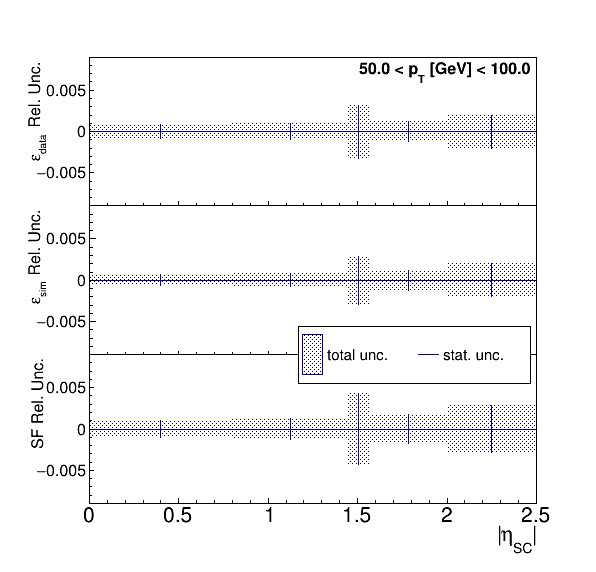 50.0 < p_T [GeV] < 100.0
ε_data Rel. Unc.
0.005
0
−0.005
ε_sim Rel. Unc.
0.005
0
−0.005
total unc.
stat. unc.
SF Rel. Unc.
0.005
0
−0.005
0 0.5 1 1.5 2 2.5
|η_SC|